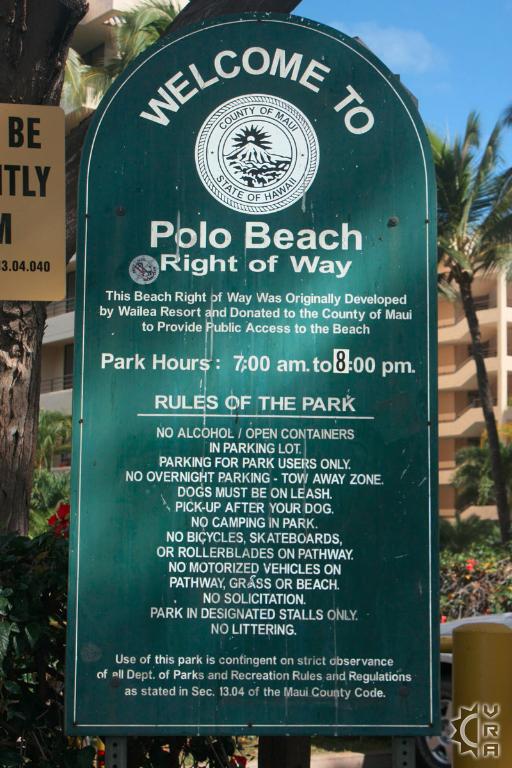 BE
TLY
M
13.04.040
WELCOME TO
COUNTY OF MAUI
STATE OF HAWAII
Polo Beach
Right of Way
This Beach Right of Way Was Originally Developed
by Wailea Resort and Donated to the County of Maui
to Provide Public Access to the Beach
Park Hours: 7:00 am. to 8:00 pm.
RULES OF THE PARK
NO ALCOHOL / OPEN CONTAINERS
IN PARKING LOT.
PARKING FOR PARK USERS ONLY.
NO OVERNIGHT PARKING - TOW AWAY ZONE.
DOGS MUST BE ON LEASH.
PICK-UP AFTER YOUR DOG.
NO CAMPING IN PARK.
NO BICYCLES, SKATEBOARDS,
OR ROLLERBLADES ON PATHWAY.
NO MOTORIZED VEHICLES ON
PATHWAY, GRASS OR BEACH.
NO SOLICITATION.
PARK IN DESIGNATED STALLS ONLY.
NO LITTERING.
Use of this park is contingent on strict observance
of all Dept. of Parks and Recreation Rules and Regulations
as stated in Sec. 13.04 of the Maui County Code.
VRA